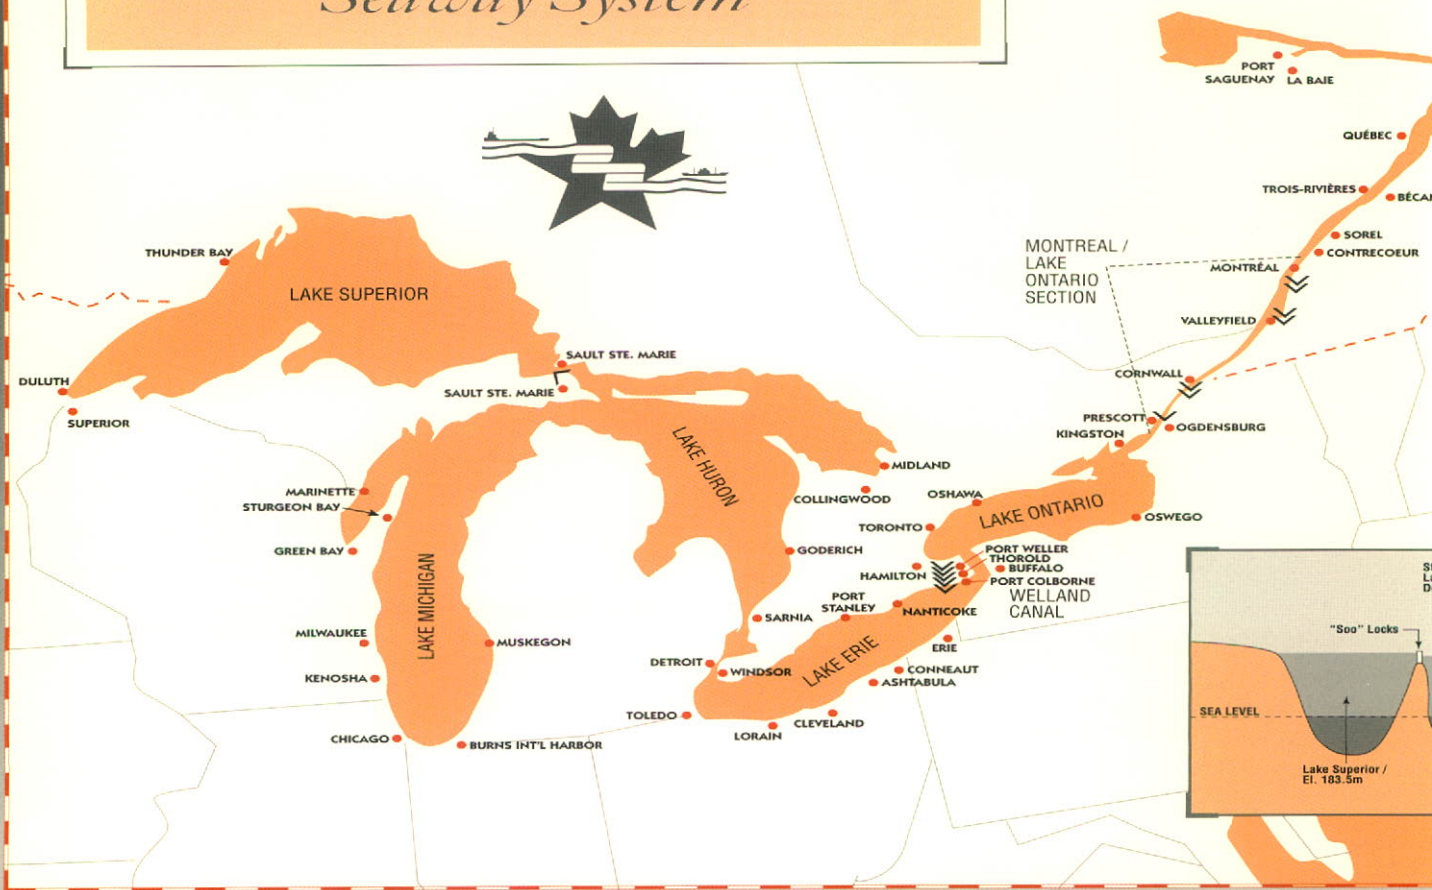 Seaway System
PORT
SAGUENAY
LA BAIE
QUÉBEC
TROIS-RIVIÈRES
SOREL
CONTRECOEUR
MONTREAL /
LAKE
ONTARIO
SECTION
MONTRÉAL
THUNDER BAY
LAKE SUPERIOR
VALLEYFIELD
SAULT STE. MARIE
SAULT STE. MARIE
DULUTH
SUPERIOR
CORNWALL
PRESCOTT
OGDENSBURG
KINGSTON
LAKE HURON
MIDLAND
COLLINGWOOD
MARINETTE
STURGEON BAY
GREEN BAY
OSHAWA
LAKE ONTARIO
TORONTO
OSWEGO
GODERICH
PORT WELLER
THOROLD
BUFFALO
HAMILTON
PORT COLBORNE
WELLAND
CANAL
LAKE MICHIGAN
PORT
STANLEY
NANTICOKE
SARNIA
MILWAUKEE
MUSKEGON
ERIE
LAKE ERIE
DETROIT
WINDSOR
CONNEAUT
ASHTABULA
KENOSHA
TOLEDO
CLEVELAND
LORAIN
CHICAGO
BURNS INT'L HARBOR
"Soo" Locks
SEA LEVEL
Lake Superior /
El. 183.5m